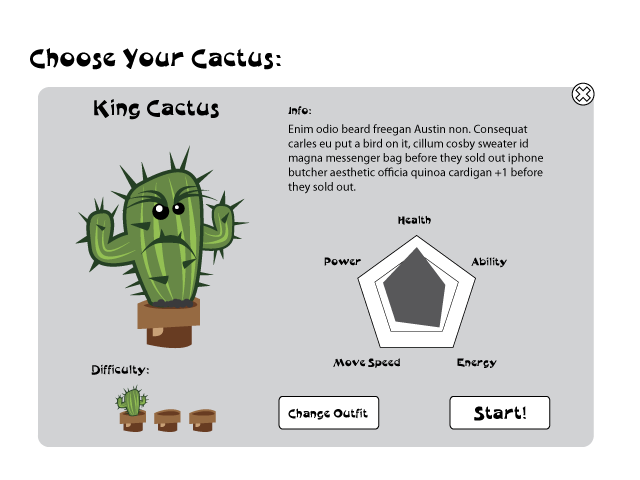 Choose Your Cactus:
King Cactus
Info:
Enim odio beard freegan Austin non. Consequat
carles eu put a bird on it, cillum cosby sweater id
magna messenger bag before they sold out iphone
butcher aesthetic officia quinoa cardigan +1 before
they sold out.
Health
Power
Ability
Move Speed
Energy
Difficulty:
Change Outfit
Start!